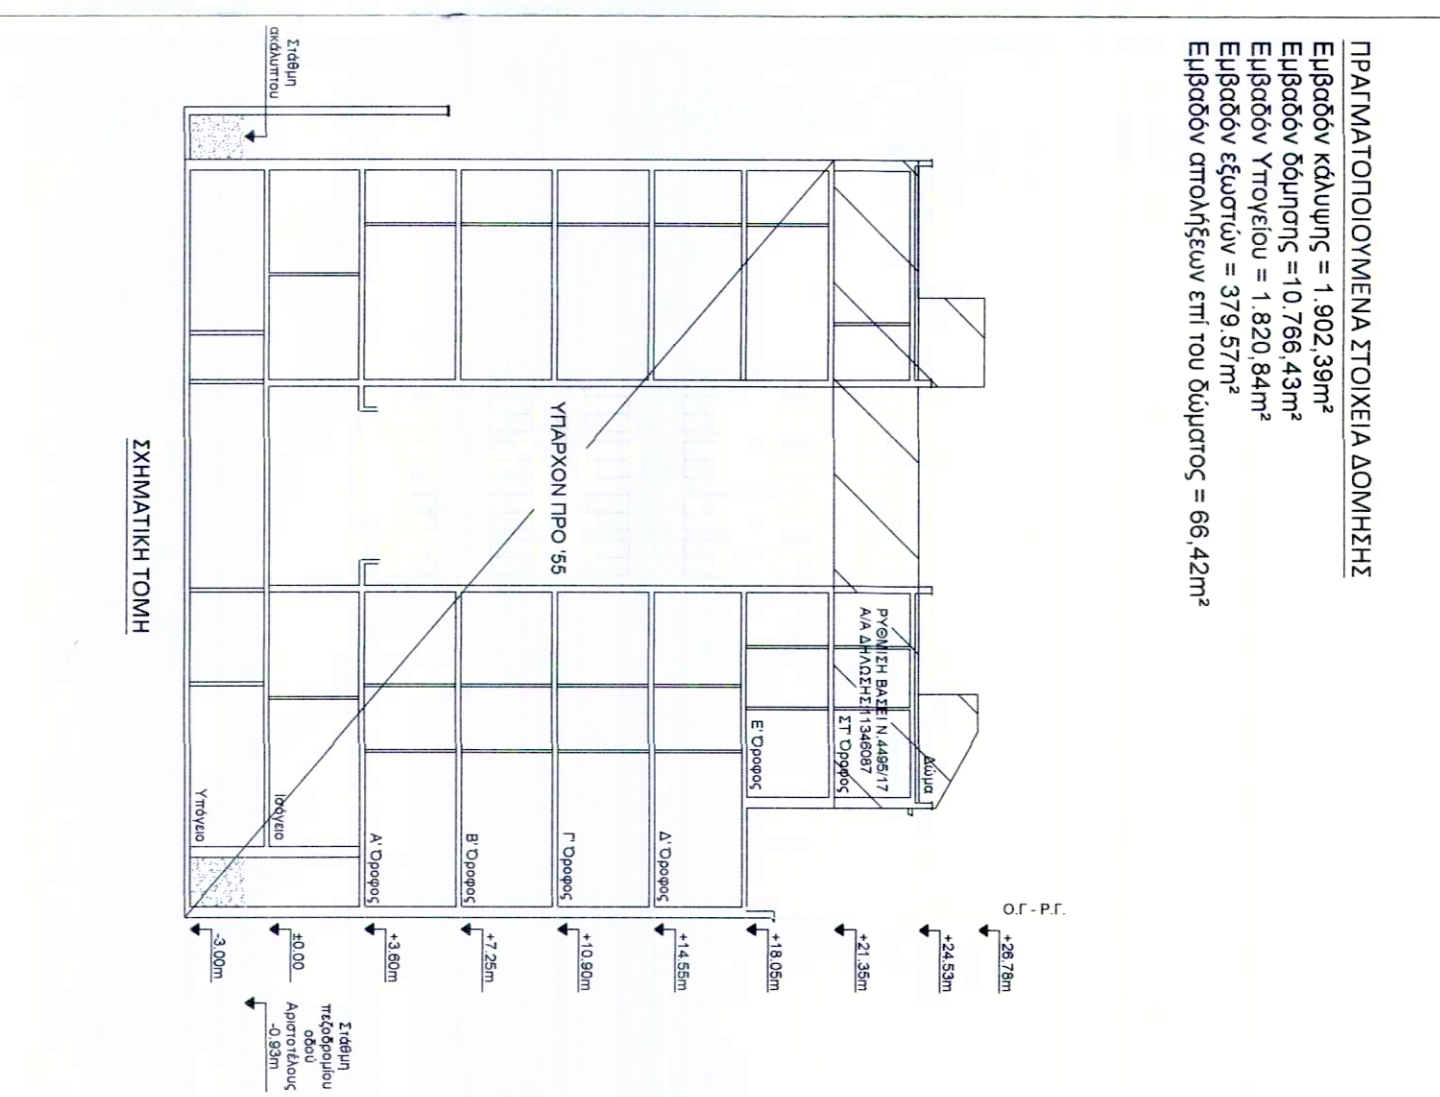 ΠΡΑΓΜΑΤΟΠΟΙΟΥΜΕΝΑ ΣΤΟΙΧΕΙΑ ΔΟΜΗΣΗΣ
Εμβαδόν κάλυψης = 1.902,39m²
Εμβαδόν δόμησης =10.766,43m²
Εμβαδόν Υπογείου = 1.820,84m²
Εμβαδόν εξωστών = 379.57m²
Εμβαδόν απολήξεων επί του δώματος = 66,42m²
Ο.Γ - Ρ.Γ.
+26.78m
+24.53m
+21.35m
+18.05m
+14.55m
+10.90m
+7.25m
+3.60m
±0.00
-3.00m
Δώμα
ΡΥΘΜΙΣΗ ΒΑΣΕΙ Ν.4495/17
Α/Α ΔΗΛΩΣΗΣ:11346087
ΣΤ' Όροφος
Ε' Όροφος
Δ' Όροφος
Γ' Όροφος
Β' Όροφος
Α' Όροφος
Ισόγειο
Υπόγειο
ΥΠΑΡΧΟΝ ΠΡΟ '55
Στάθμη
ακάλυπτου
Στάθμη
πεζοδρομίου
οδού
Αριστοτέλους
-0.93m
ΣΧΗΜΑΤΙΚΗ ΤΟΜΗ